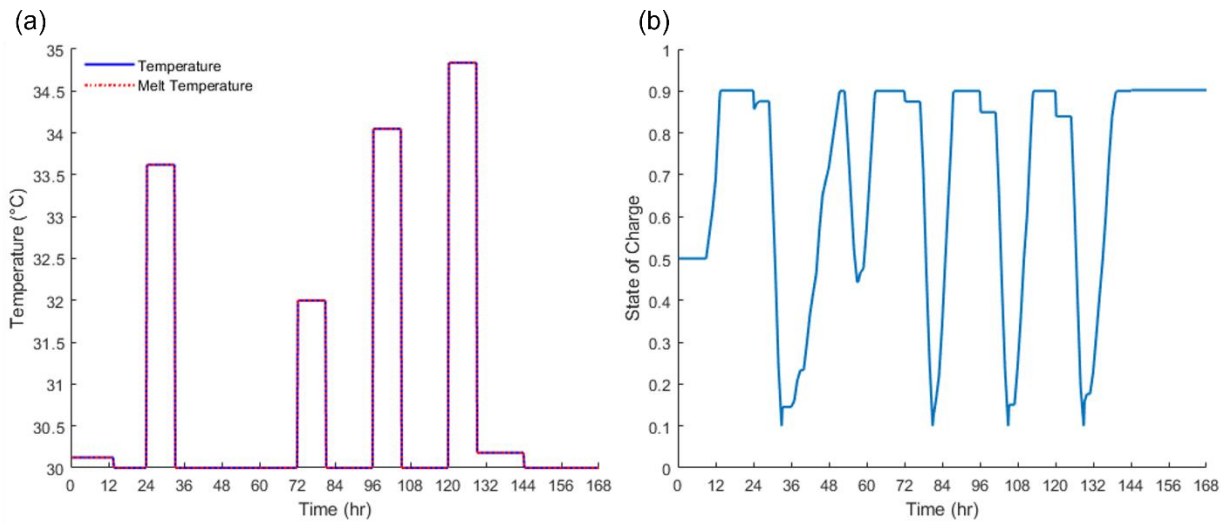 (a)
Temperature (°C)
35
34.5
34
33.5
33
32.5
32
31.5
31
30.5
30
Temperature
Melt Temperature
0 12 24 36 48 60 72 84 96 108 120 132 144 156 168
Time (hr)
(b)
State of Charge
1
0.9
0.8
0.7
0.6
0.5
0.4
0.3
0.2
0.1
0
0 12 24 36 48 60 72 84 96 108 120 132 144 156 168
Time (hr)